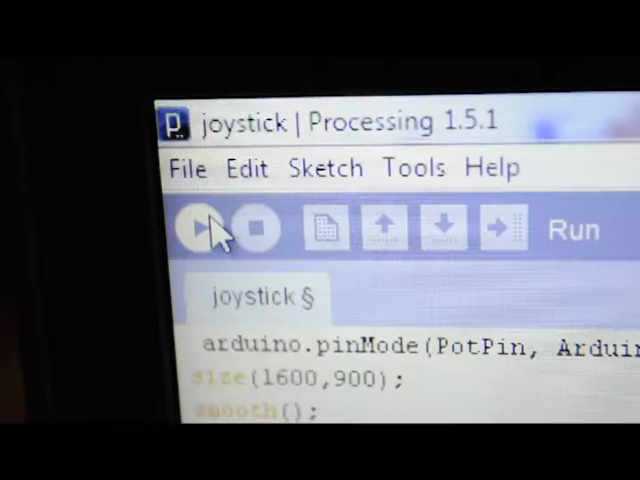 joystick | Processing 1.5.1
File Edit Sketch Tools Help
Run
joystick §
arduino.pinMode(PotPin, Arduin
size(1600,900);
smooth();